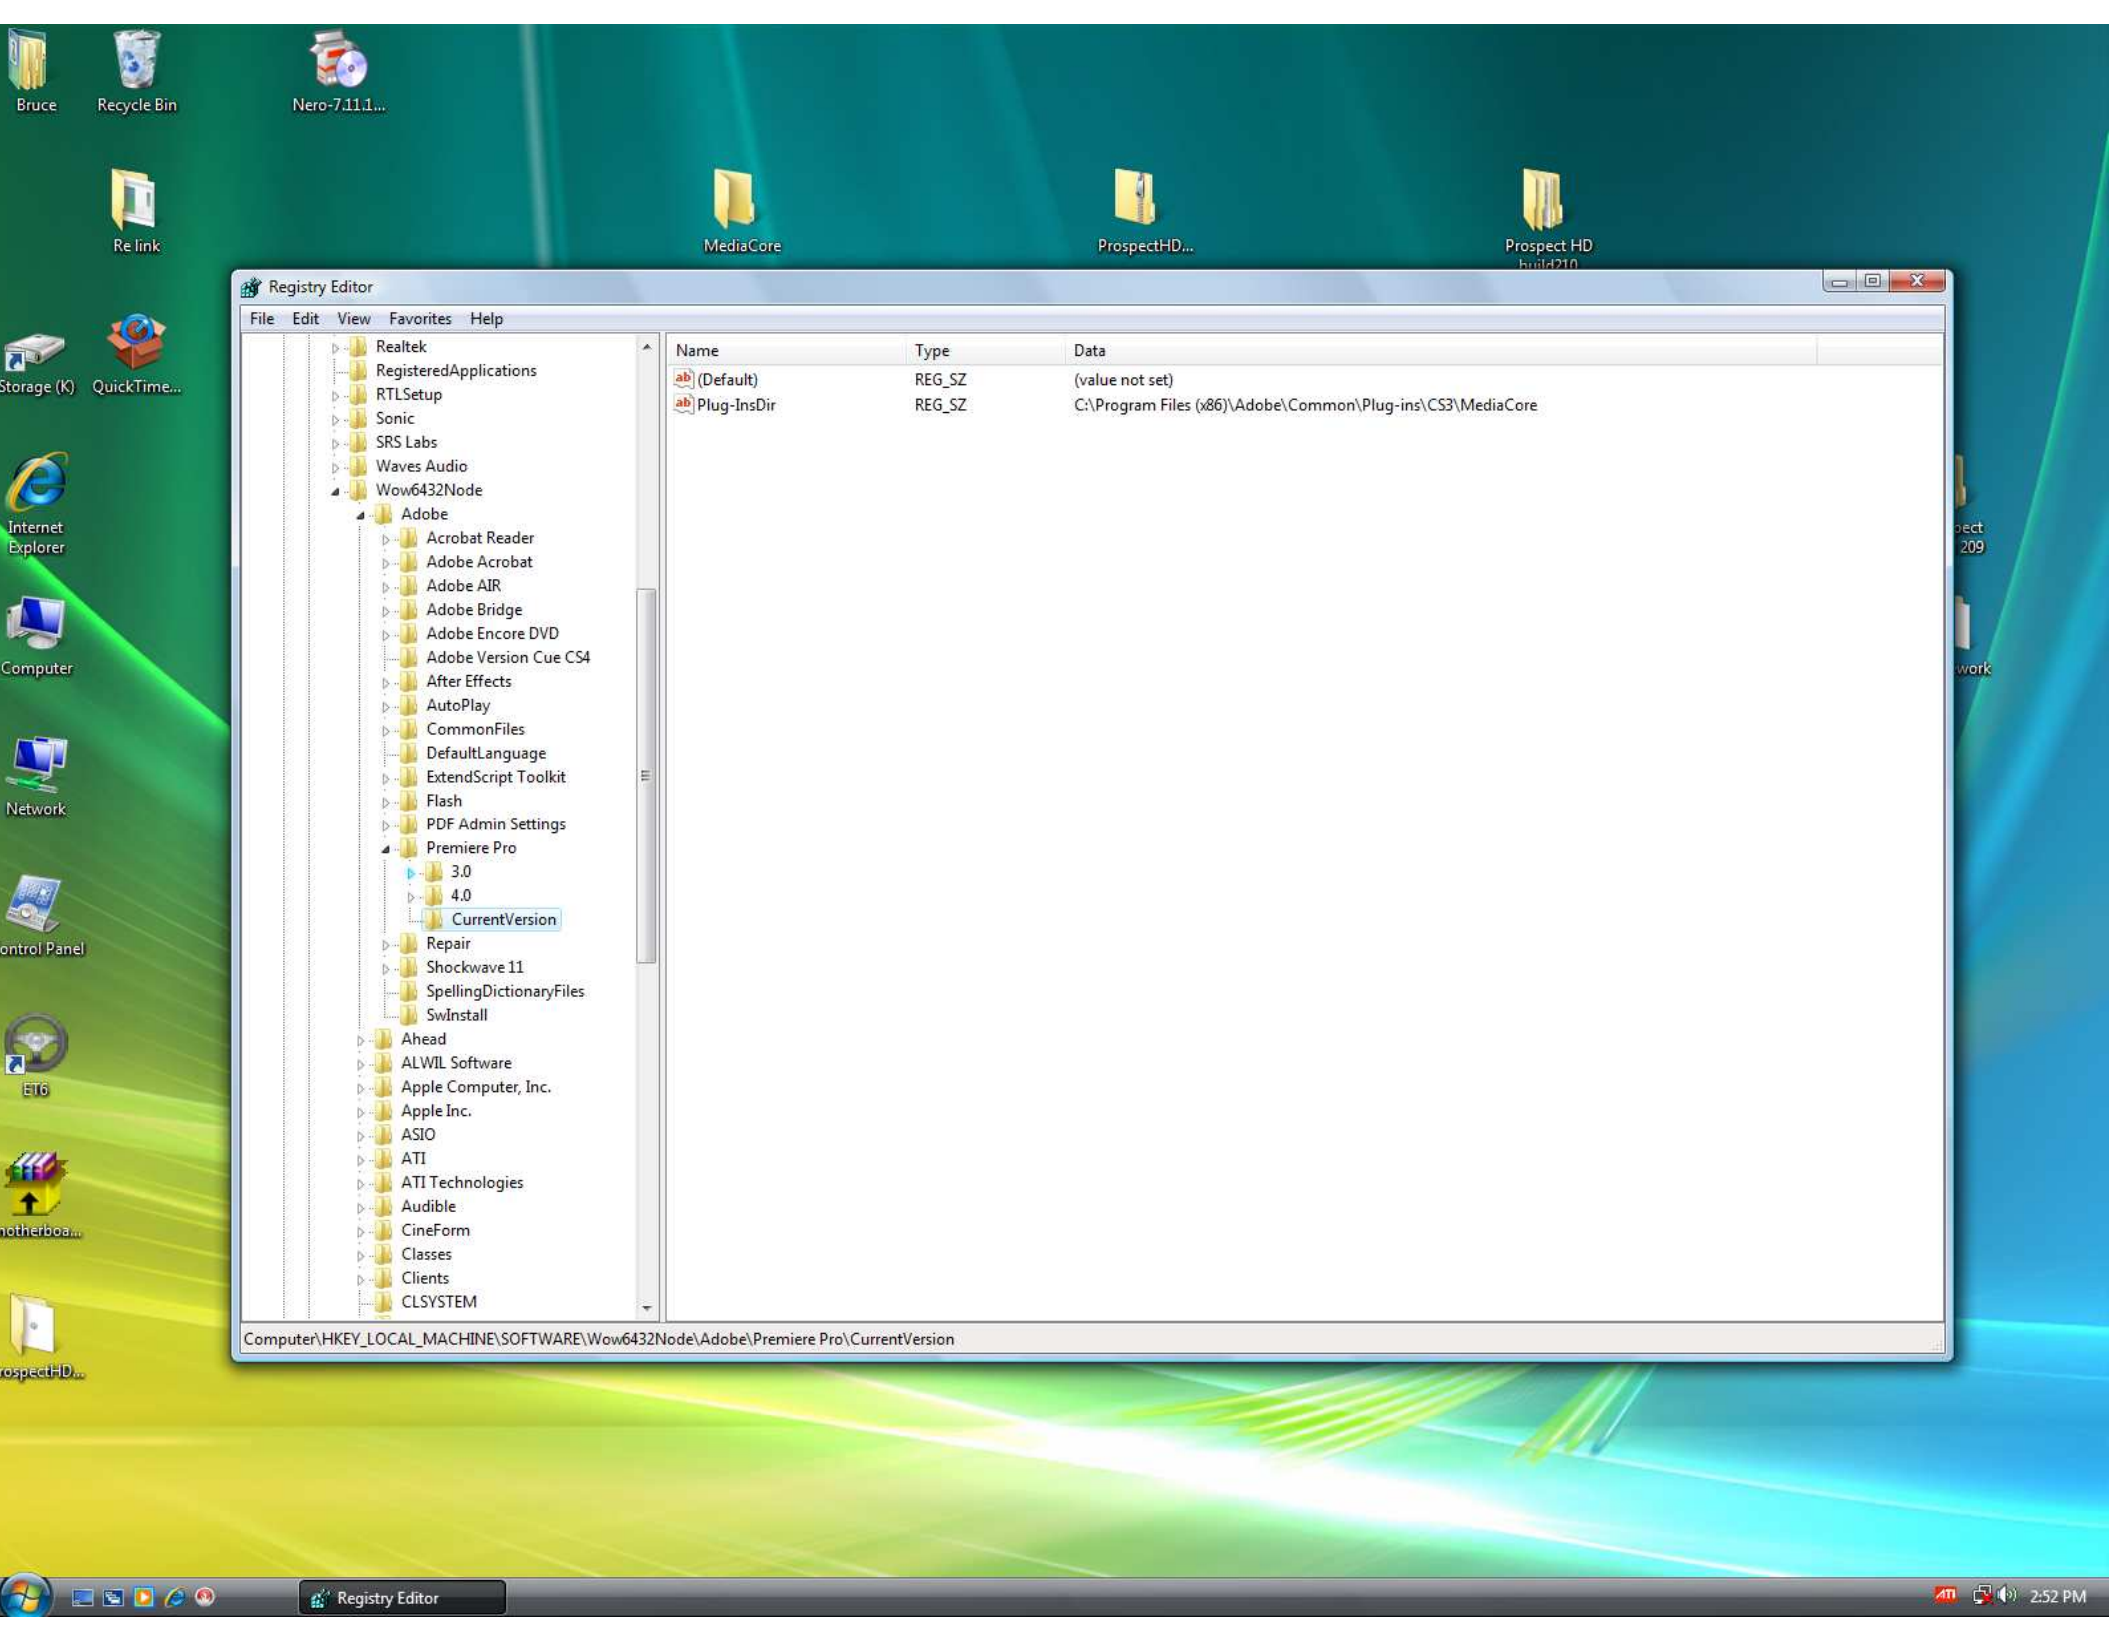 Bruce
Recycle Bin
Nero-7.11.1...
Re link
MediaCore
ProspectHD...
Prospect HD
build210
Storage (K)
QuickTime...
Internet
Explorer
Computer
Network
ontrol Panel
ET6
motherboa...
rospectHD...
Registry Editor
File Edit View Favorites Help
Realtek
RegisteredApplications
RTLSetup
Sonic
SRS Labs
Waves Audio
Wow6432Node
Adobe
Acrobat Reader
Adobe Acrobat
Adobe AIR
Adobe Bridge
Adobe Encore DVD
Adobe Version Cue CS4
After Effects
AutoPlay
CommonFiles
DefaultLanguage
ExtendScript Toolkit
Flash
PDF Admin Settings
Premiere Pro
3.0
4.0
CurrentVersion
Repair
Shockwave 11
SpellingDictionaryFiles
SwInstall
Ahead
ALWIL Software
Apple Computer, Inc.
Apple Inc.
ASIO
ATI
ATI Technologies
Audible
CineForm
Classes
Clients
CLSYSTEM
Name Type Data
ab (Default) REG_SZ (value not set)
ab Plug-InsDir REG_SZ C:\Program Files (x86)\Adobe\Common\Plug-ins\CS3\MediaCore
Computer\HKEY_LOCAL_MACHINE\SOFTWARE\Wow6432Node\Adobe\Premiere Pro\CurrentVersion
pect
209
work
Registry Editor
ATI
2:52 PM